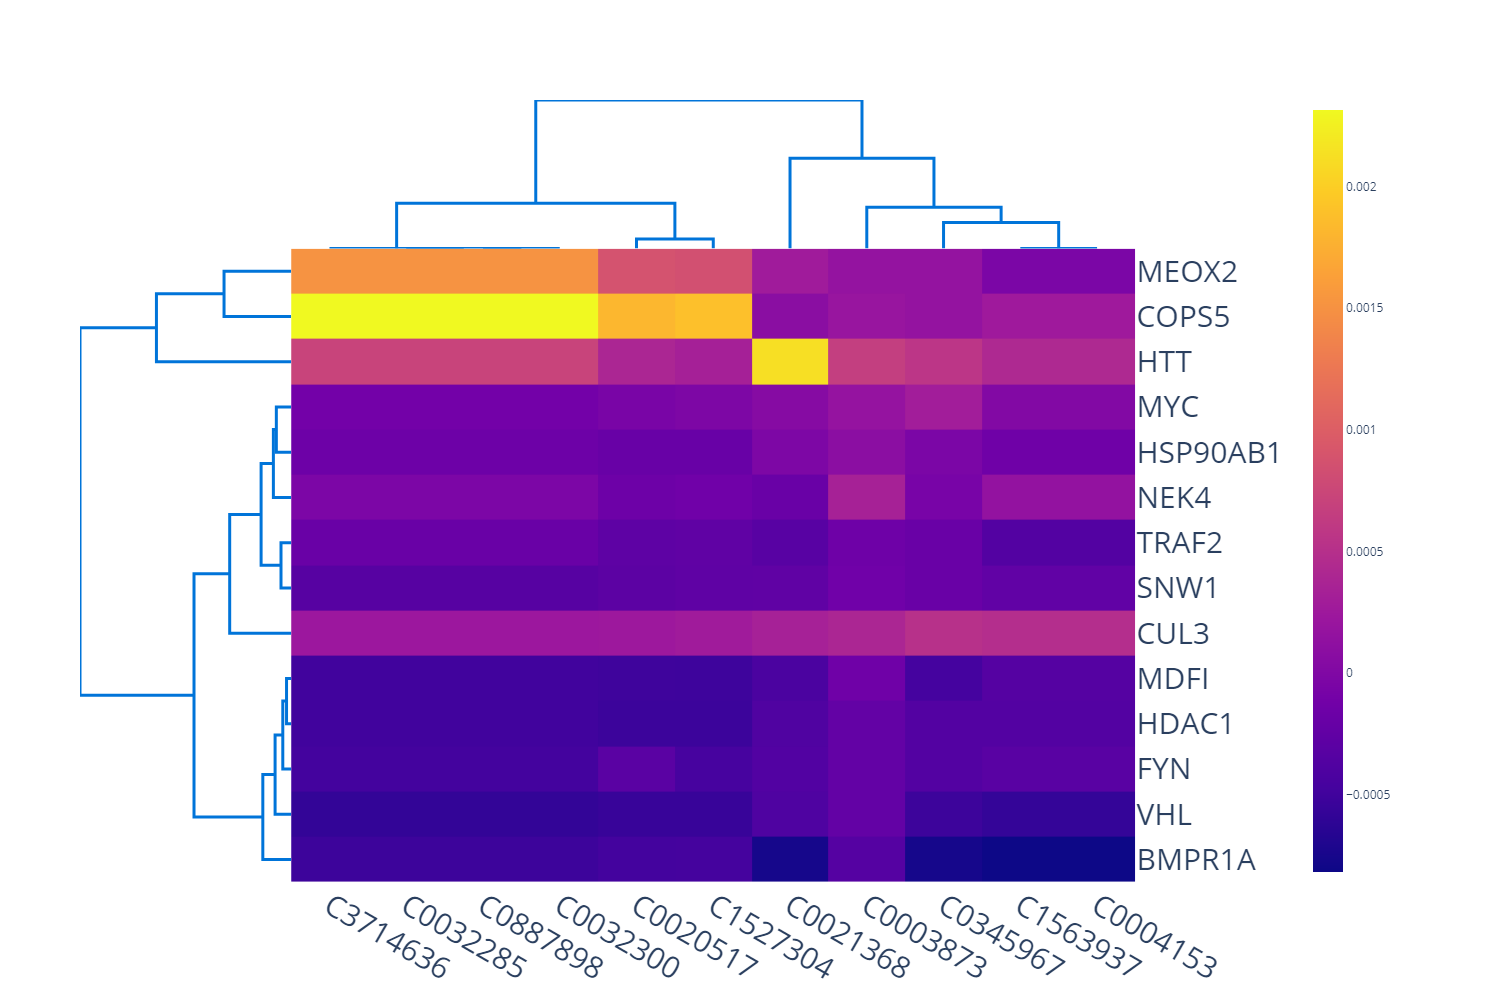 MEOX2
COPS5
HTT
MYC
HSP90AB1
NEK4
TRAF2
SNW1
CUL3
MDFI
HDAC1
FYN
VHL
BMPR1A
C3714636
C0032285
C0887898
C0032300
C0020517
C1527304
C0021368
C0003873
C0345967
C1563937
C0004153
0.002
0.0015
0.001
0.0005
0
−0.0005